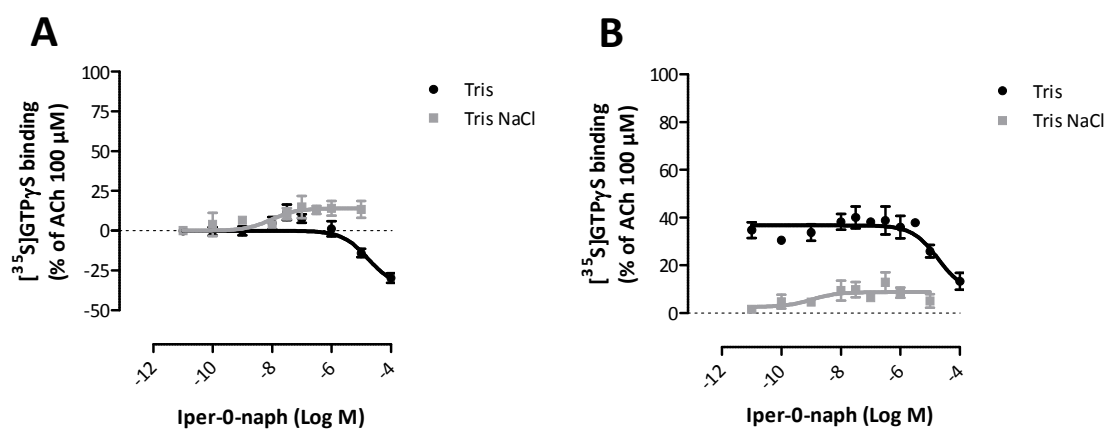 A
100
75
50
25
0
-25
-50
[³⁵S]GTPγS binding
(% of ACh 100 µM)
Tris
Tris NaCl
-12
-10
-8
-6
-4
Iper-0-naph (Log M)
B
100
80
60
40
20
0
[³⁵S]GTPγS binding
(% of ACh 100 µM)
Tris
Tris NaCl
-12
-10
-8
-6
-4
Iper-0-naph (Log M)